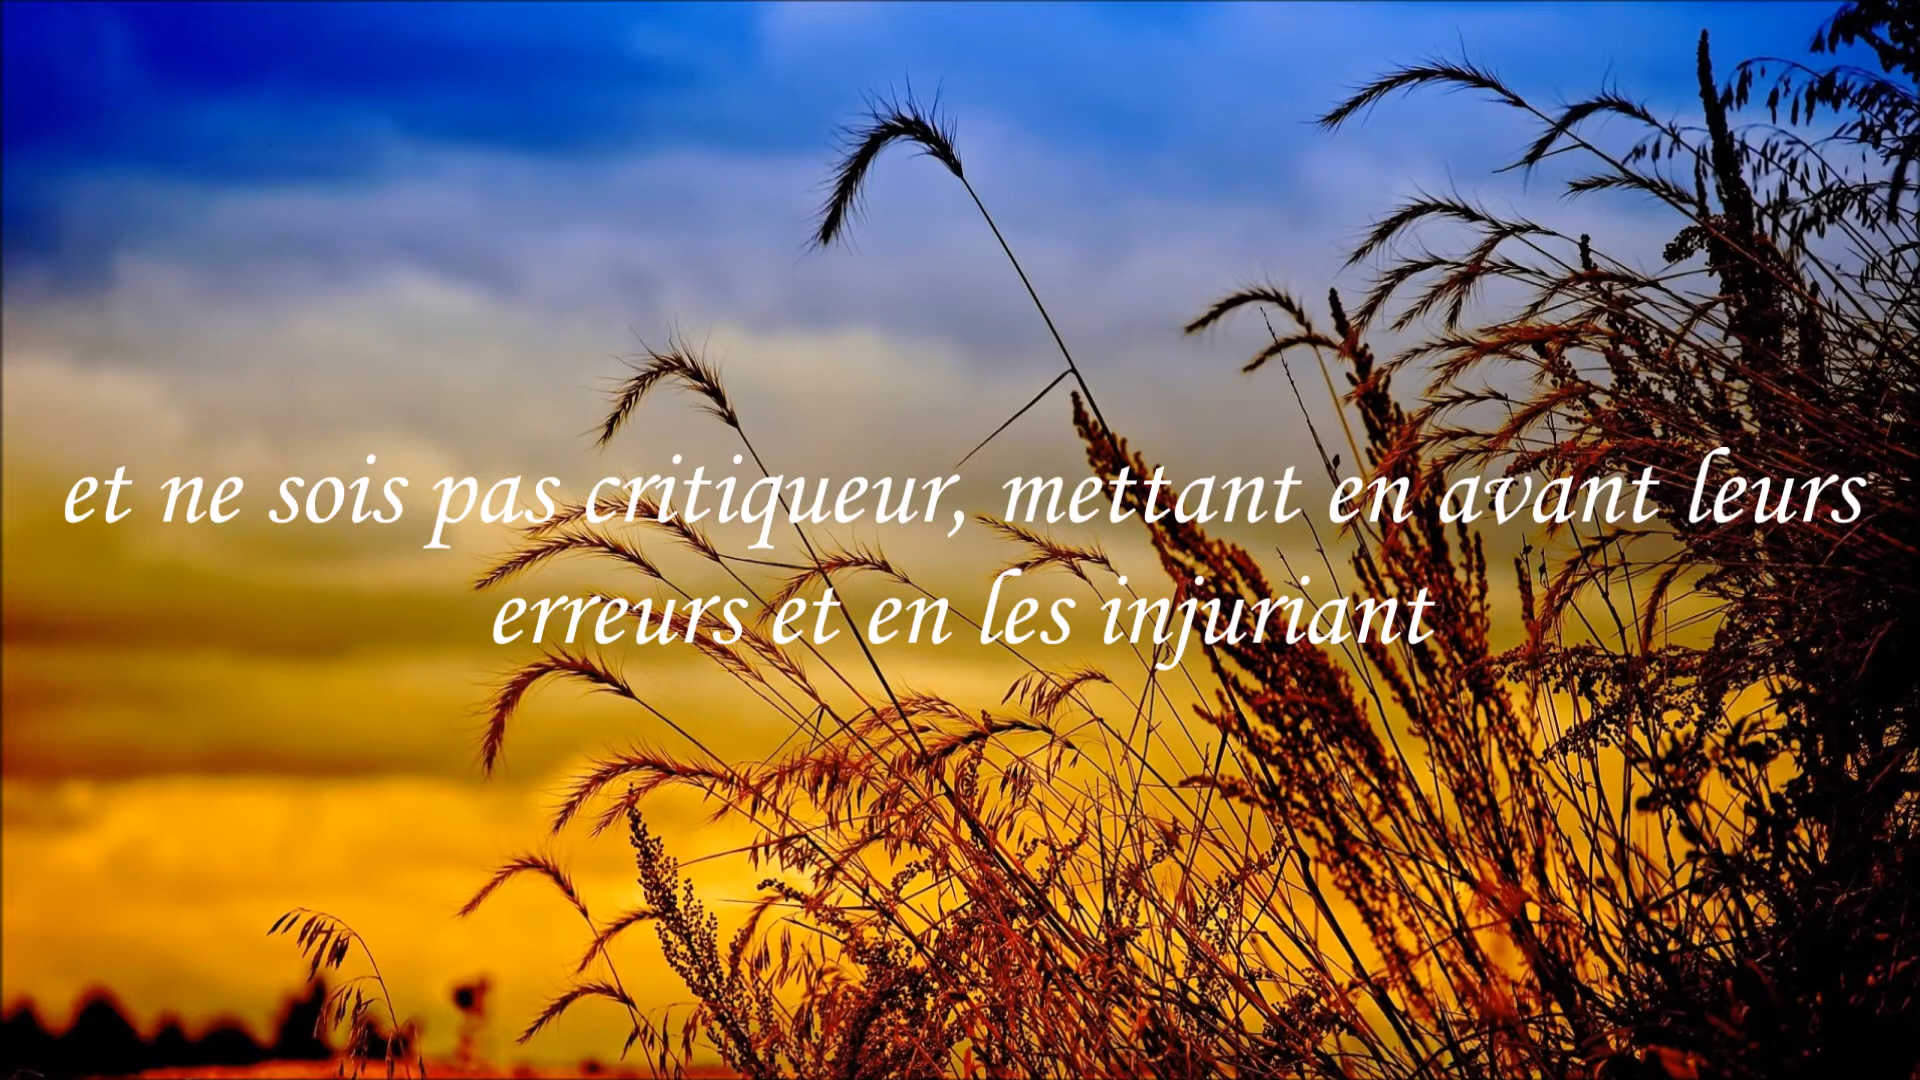 et ne sois pas critiqueur, mettant en avant leurs
erreurs et en les injuriant